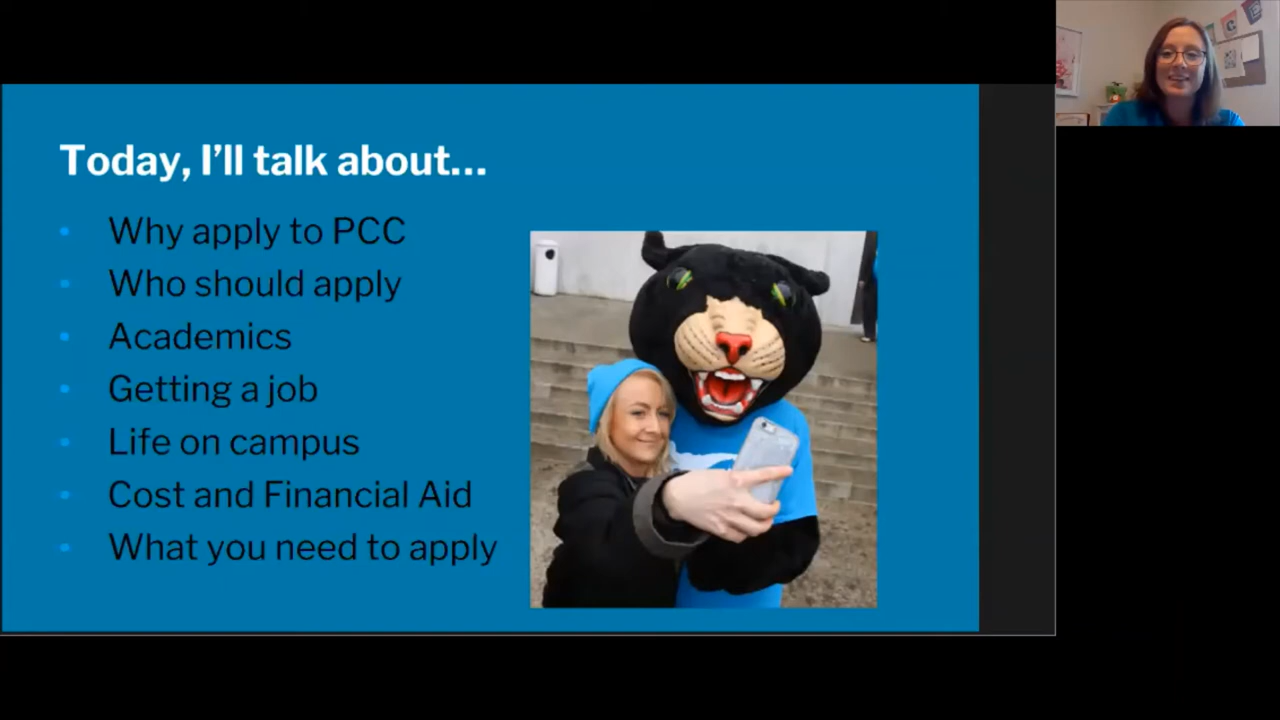 Today, I'll talk about...
Why apply to PCC
Who should apply
Academics
Getting a job
Life on campus
Cost and Financial Aid
What you need to apply